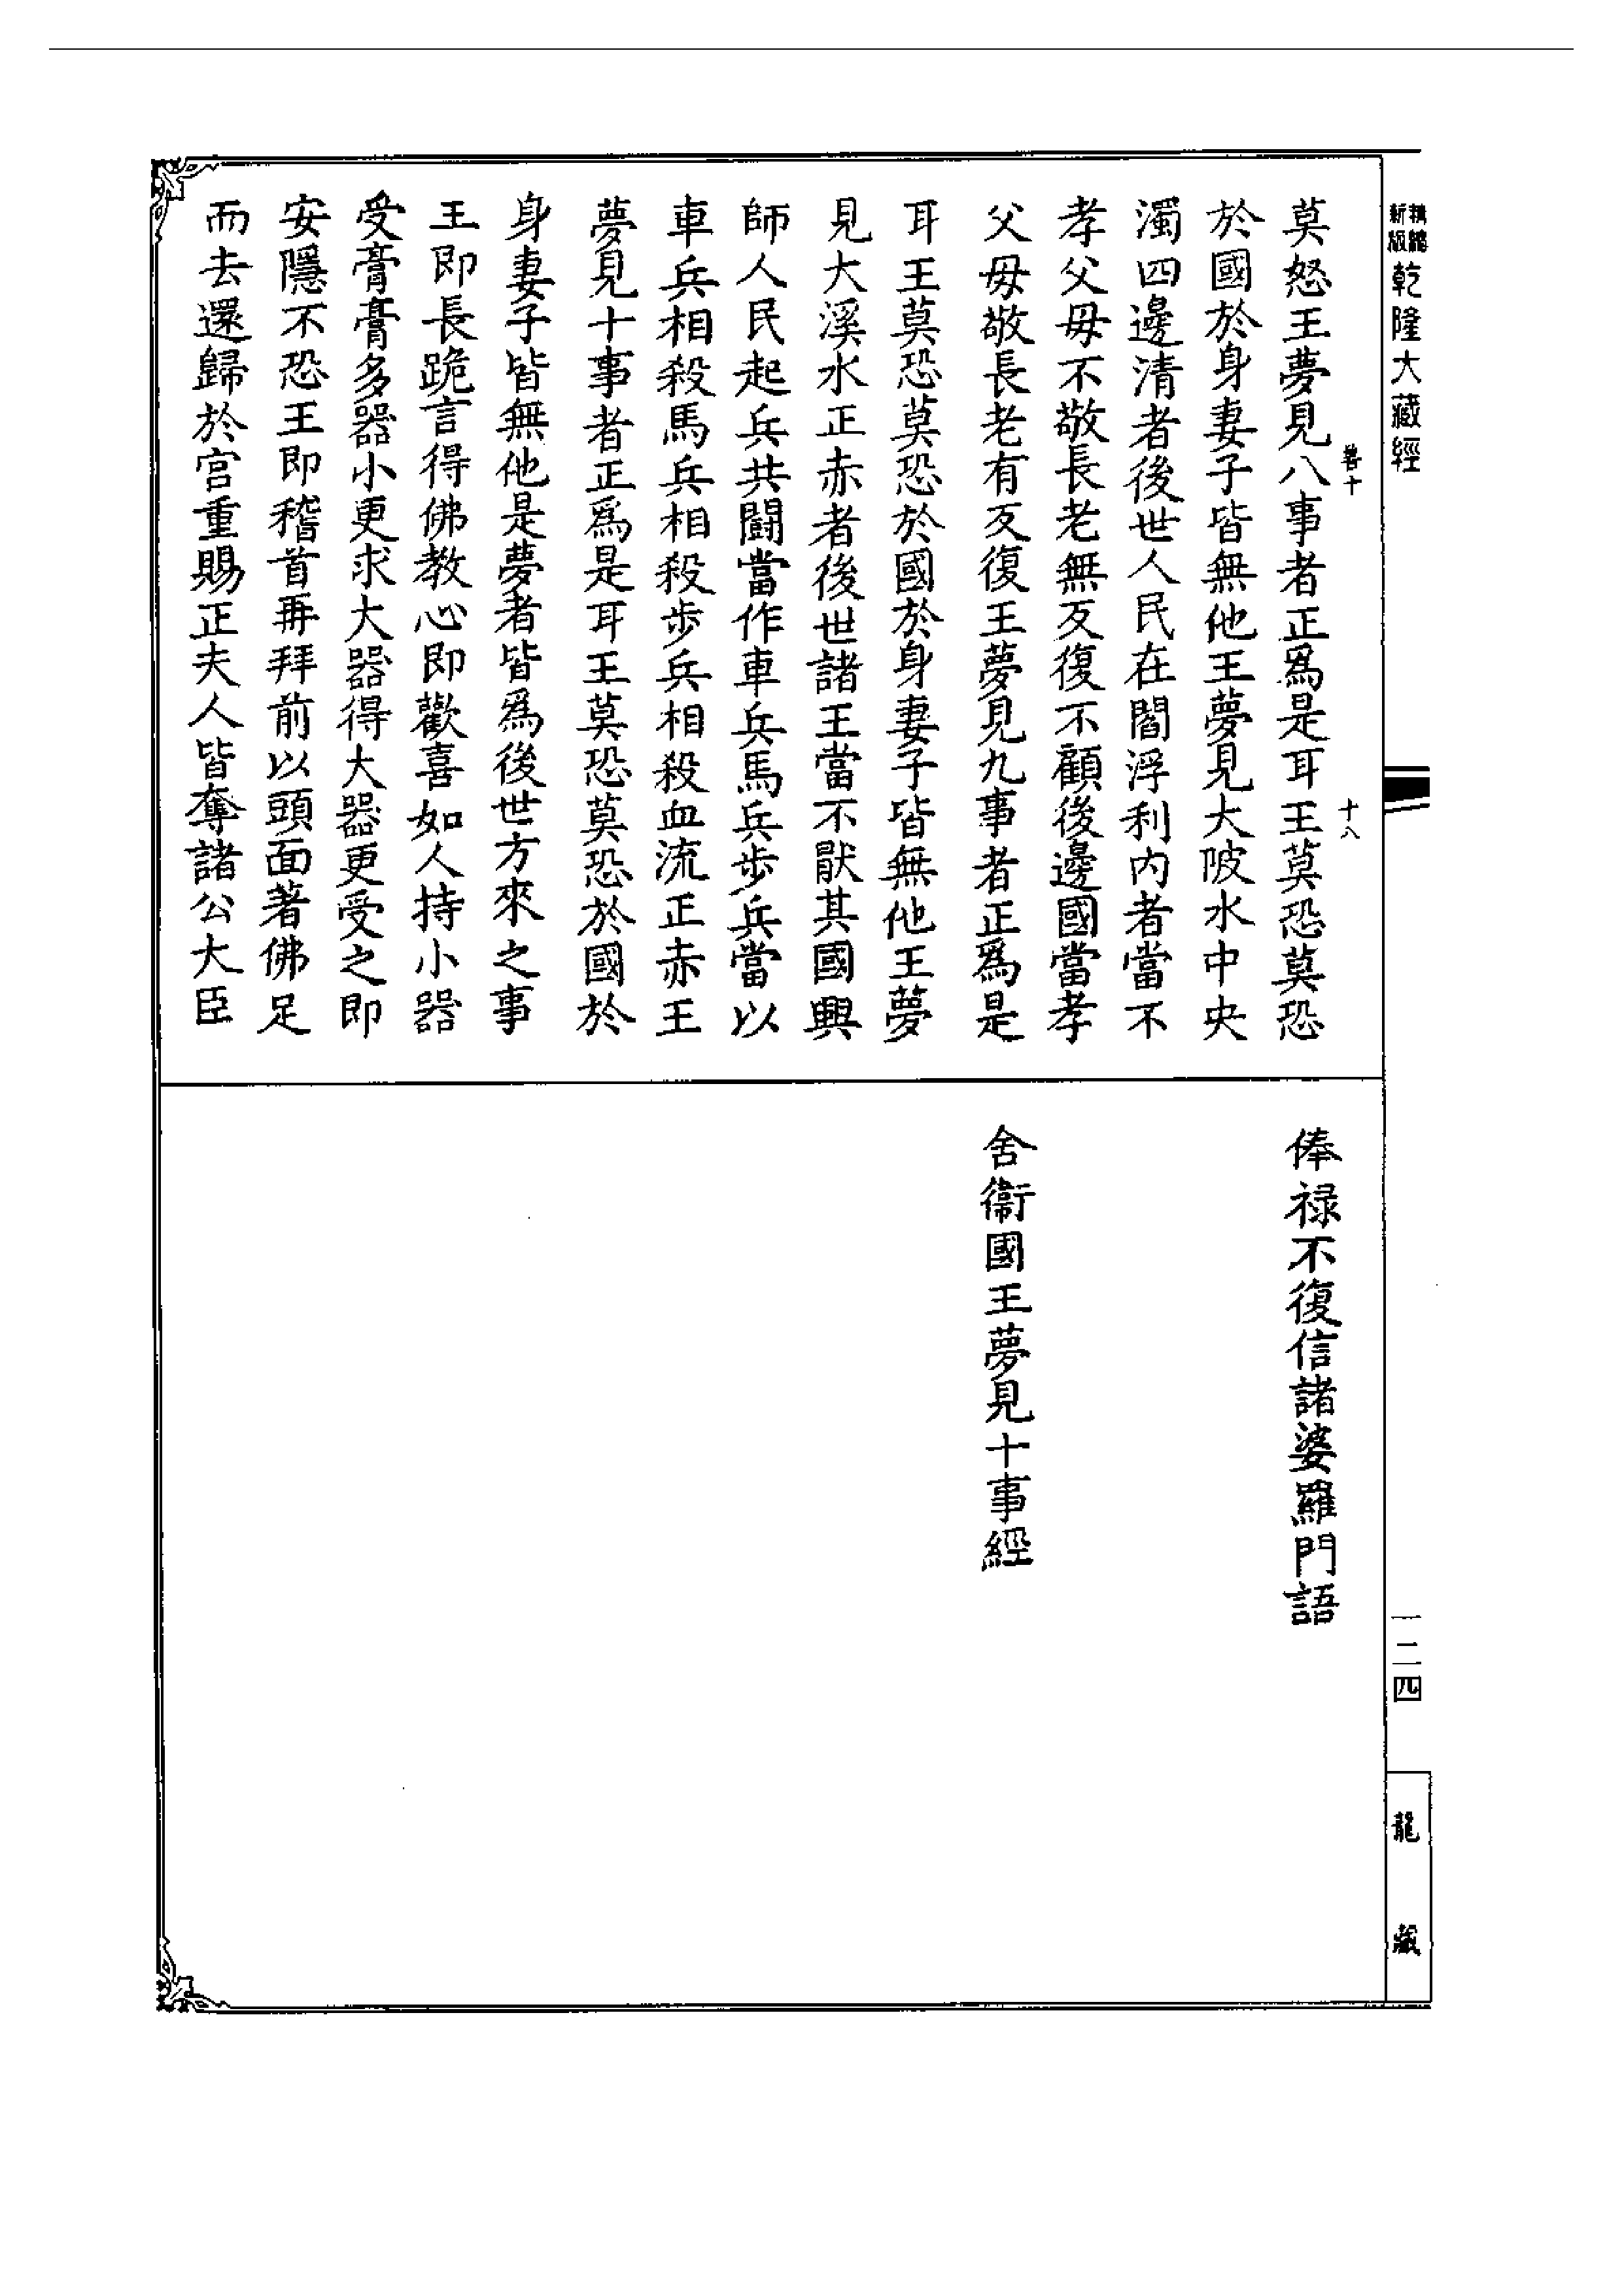 精縮
新版
乾隆大藏經
一二四
龍藏
十八
莫怒王夢見八事者正爲是耳王莫恐莫恐
於國於身妻子皆無他王夢見大陂水中央
濁四邊清者後世人民在閻浮利內者當不
孝父毋不敬長老無反復不顧後邊國當孝
父毋敬長老有反復王夢見九事者正爲是
耳王莫恐莫恐於國於身妻子皆無他王夢
見大溪水正赤者後世諸王當不猒其國興
師人民起兵共鬬當作車兵馬兵步兵當以
車兵相殺馬兵相殺步兵相殺血流正赤王
夢見十事者正爲是耳王莫恐莫恐於國於
身妻子皆無他是夢者皆爲後世方來之事
王即長跪言得佛教心即歡喜如人持小器
受膏膏多器小更求大器得大器更受之即
安隱不恐王即稽首再拜前以頭面著佛足
而去還歸於宮重賜正夫人皆奪諸公大臣
俸祿不復信諸婆羅門語
舍衞國王夢見十事經